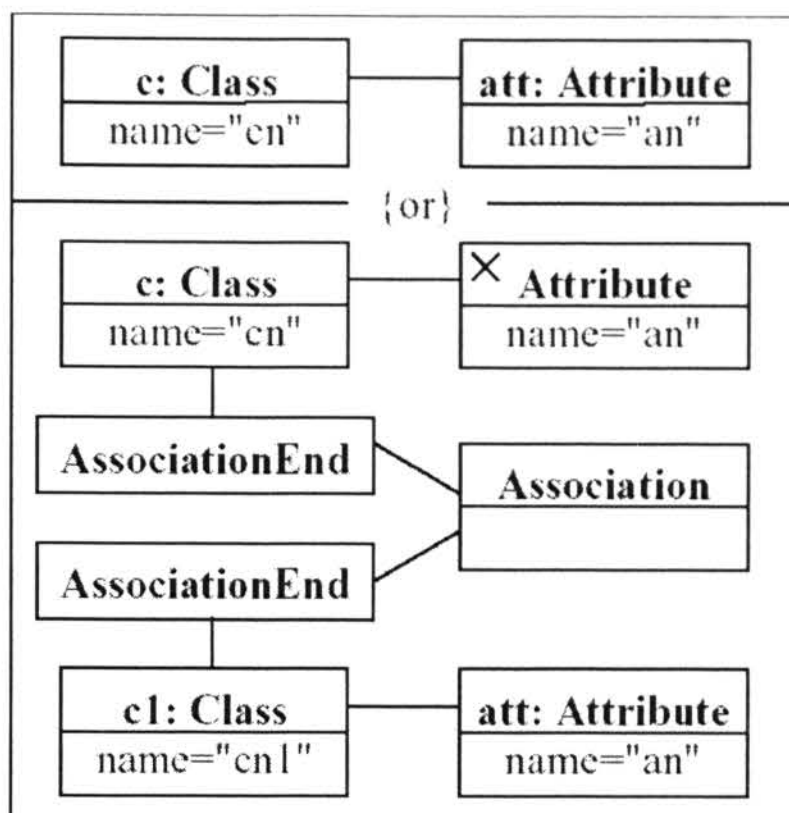 c: Class
name="cn"
att: Attribute
name="an"
{or}
c: Class
name="cn"
× Attribute
name="an"
AssociationEnd
Association
AssociationEnd
c1: Class
name="cn1"
att: Attribute
name="an"